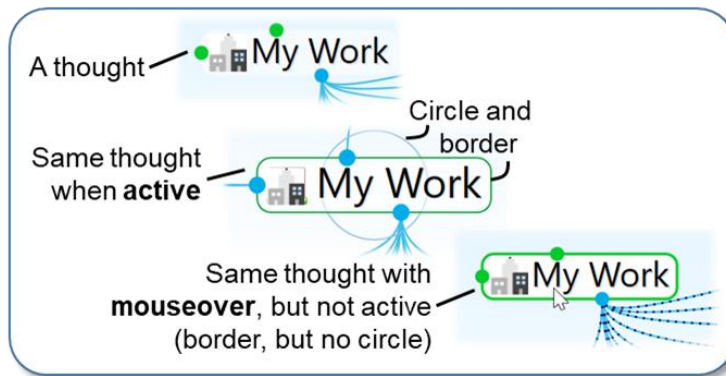 My Work
A thought
Circle and
border
Same thought
when active
My Work
Same thought with
mouseover, but not active
(border, but no circle)
My Work